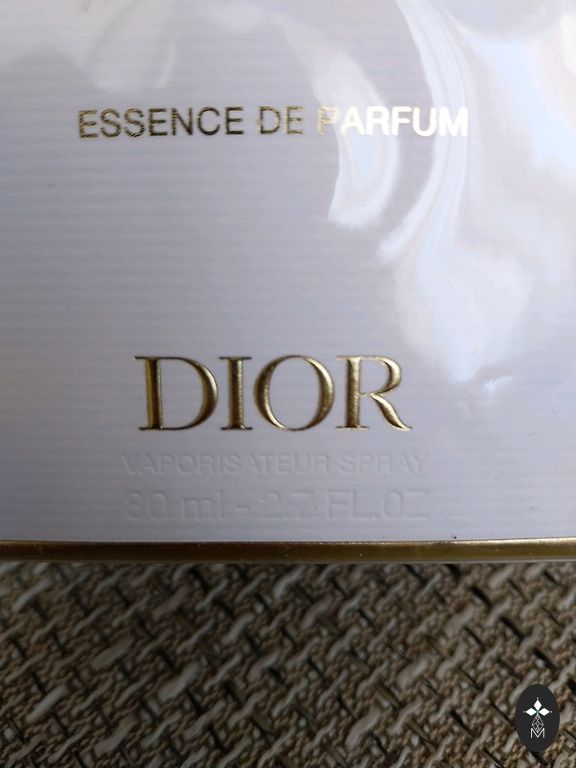 ESSENCE DE PARFUM
DIOR
VAPORISATEUR SPRAY
80 ml - 2.7 FL.OZ
M